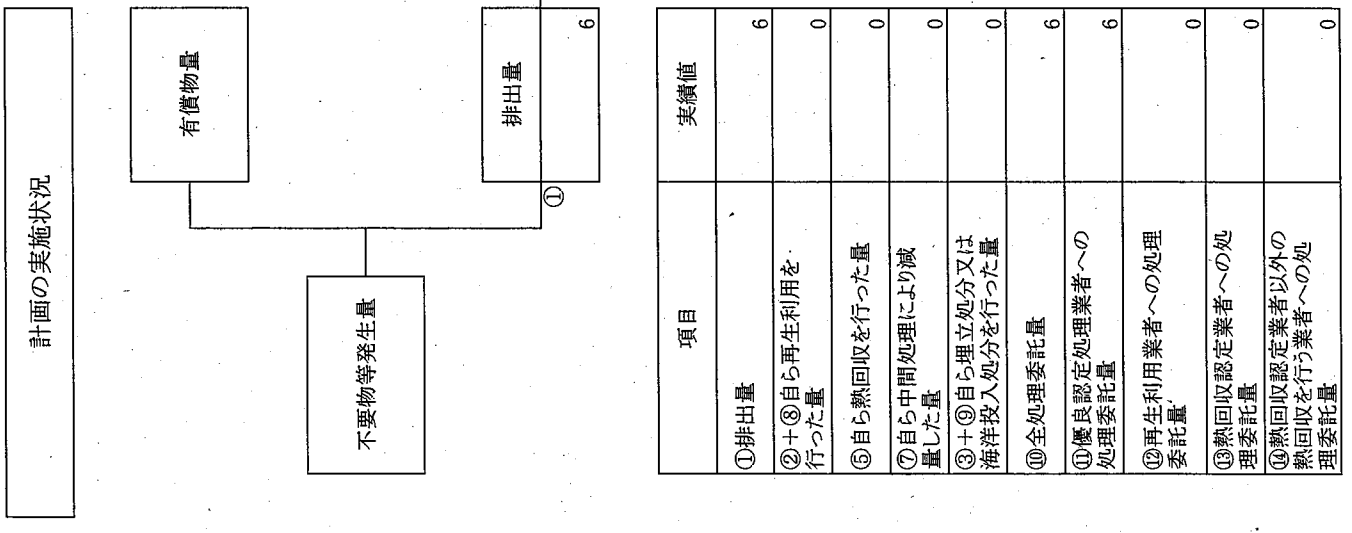 計画の実施状況
有償物量
不要物等発生量
①
排出量
6
項目
実績値
①排出量
6
②+⑧自ら再生利用を
行った量
0
⑤自ら熱回収を行った量
0
⑦自ら中間処理により減
量した量
0
③+⑨自ら埋立処分又は
海洋投入処分を行った量
0
⑩全処理委託量
6
⑪優良認定処理業者への
処理委託量
6
⑫再生利用業者への処理
委託量
0
⑬熱回収認定業者への処
理委託量
0
⑭熱回収認定業者以外の
熱回収を行う業者への処
理委託量
0